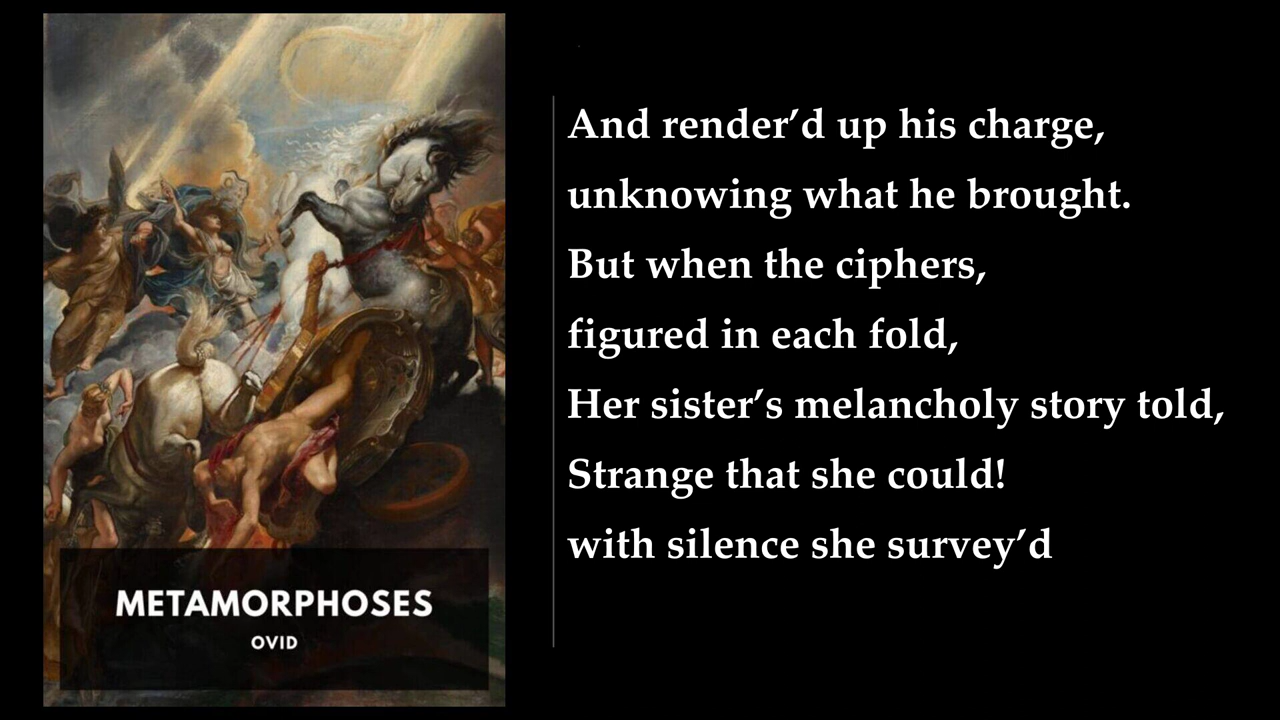 METAMORPHOSES
OVID
And render’d up his charge,
unknowing what he brought.
But when the ciphers,
figured in each fold,
Her sister’s melancholy story told,
Strange that she could!
with silence she survey’d